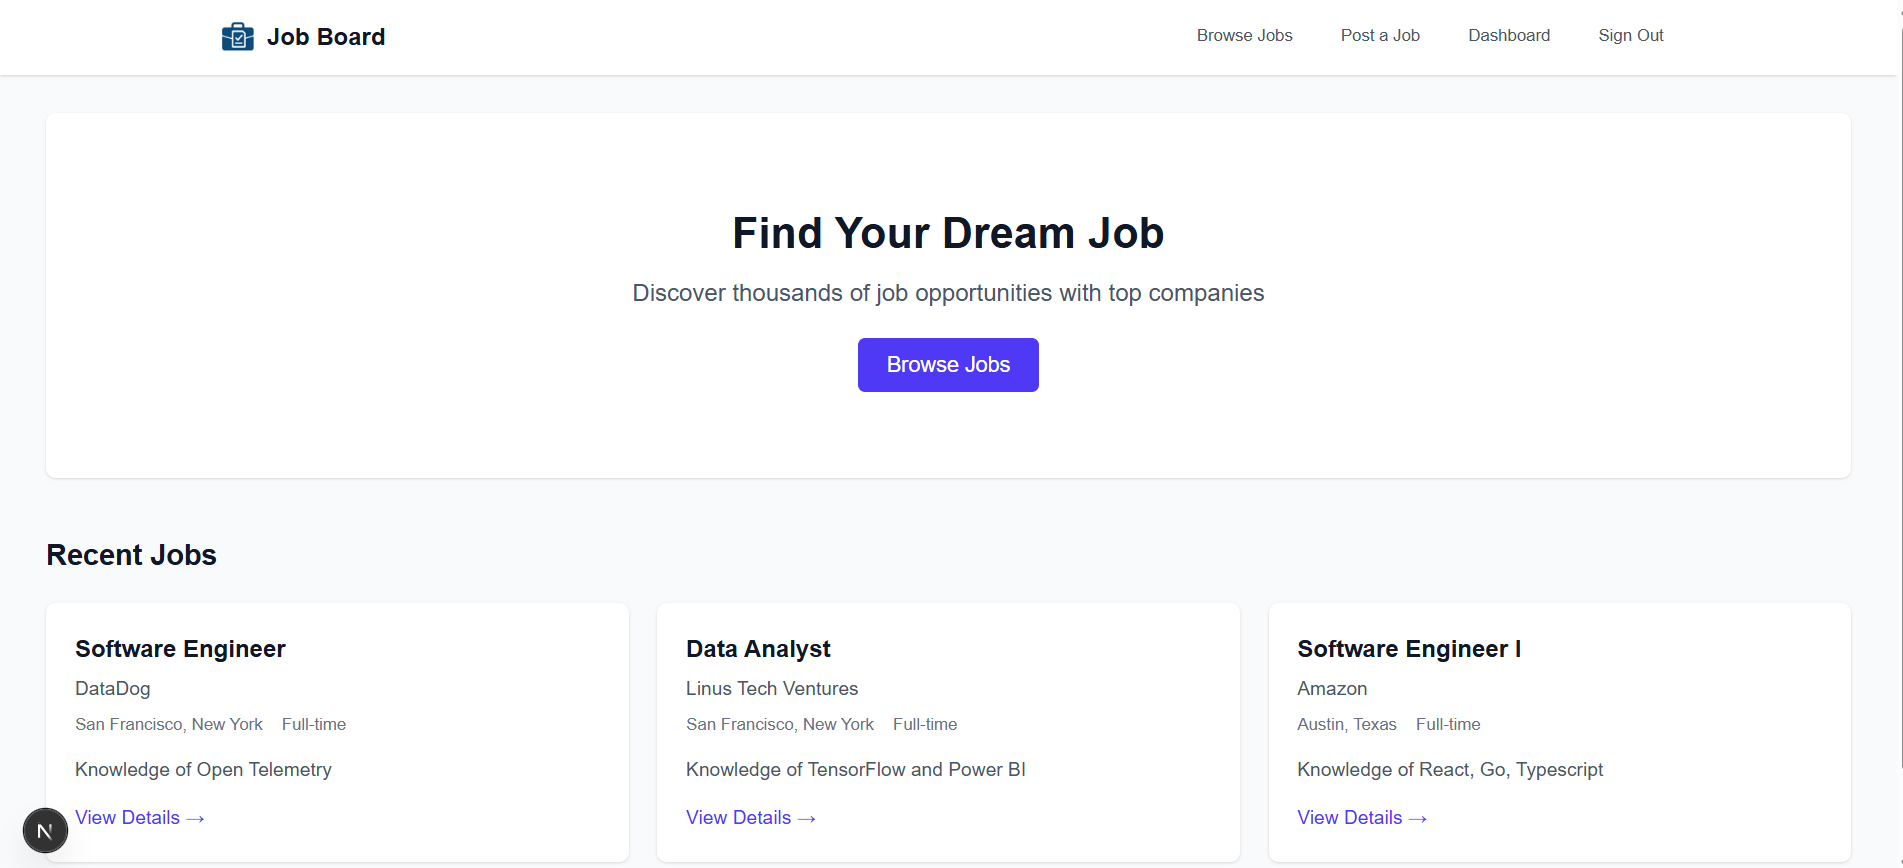 Job Board
Browse Jobs
Post a Job
Dashboard
Sign Out
Find Your Dream Job
Discover thousands of job opportunities with top companies
Browse Jobs
Recent Jobs
Software Engineer
DataDog
San Francisco, New York Full-time
Knowledge of Open Telemetry
View Details →
Data Analyst
Linus Tech Ventures
San Francisco, New York Full-time
Knowledge of TensorFlow and Power BI
View Details →
Software Engineer I
Amazon
Austin, Texas Full-time
Knowledge of React, Go, Typescript
View Details →
N